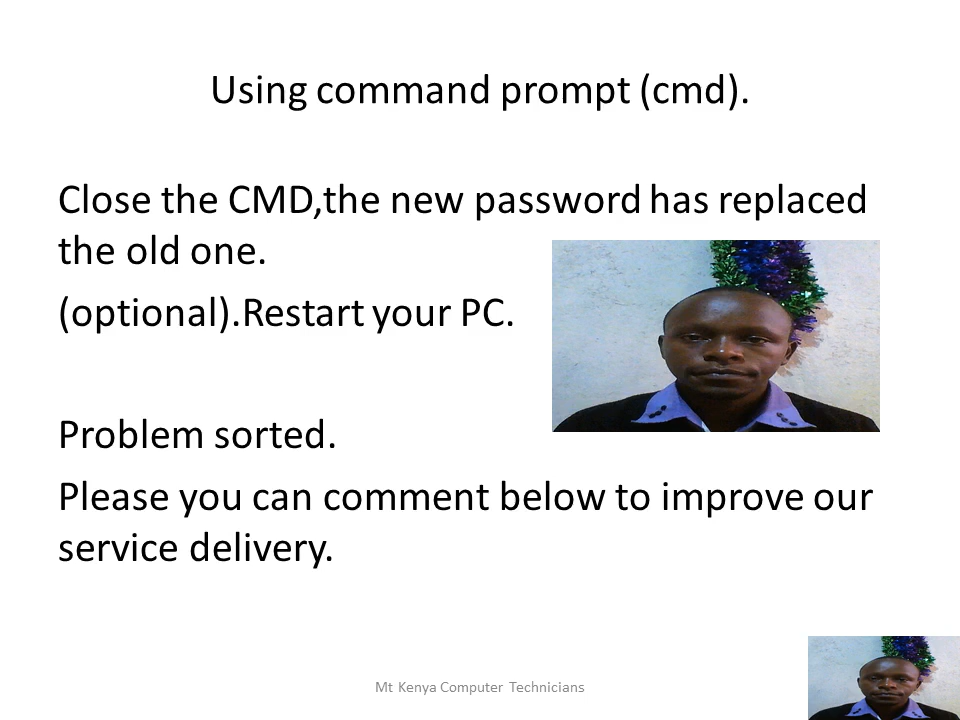 Using command prompt (cmd).
Close the CMD,the new password has replaced
the old one.
(optional).Restart your PC.
Problem sorted.
Please you can comment below to improve our
service delivery.
Mt Kenya Computer Technicians